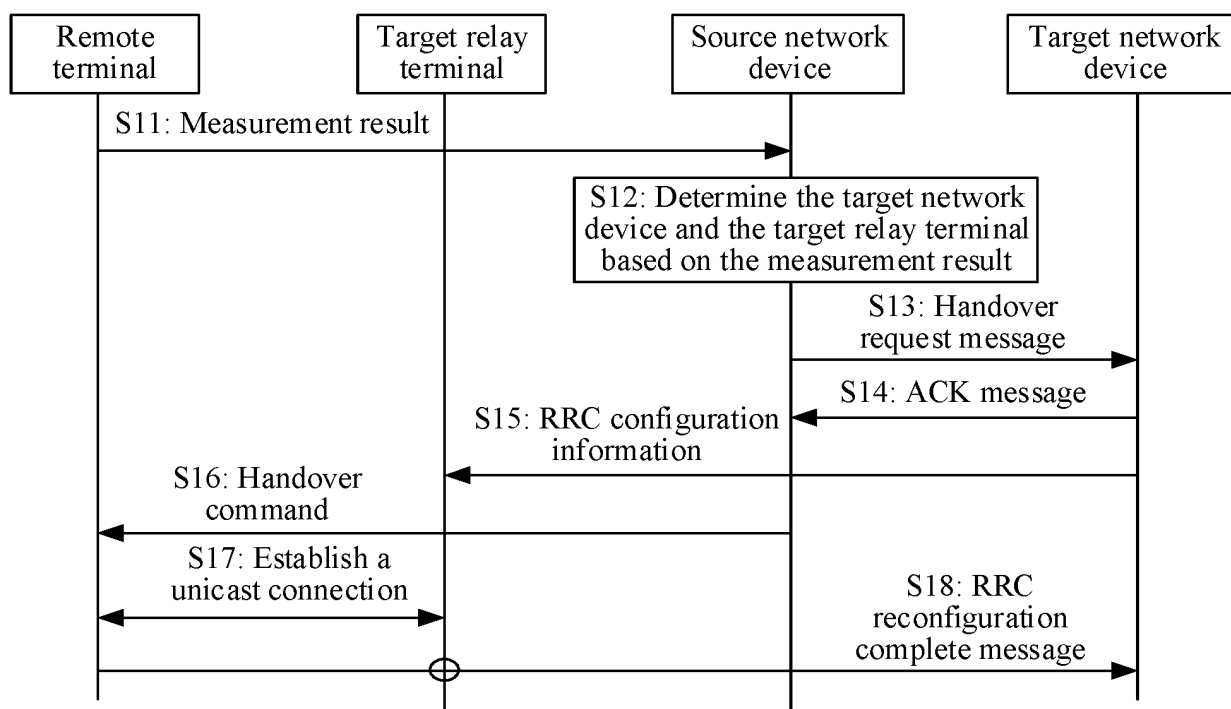 Remote
terminal
Target relay
terminal
Source network
device
Target network
device
S11: Measurement result
S12: Determine the target network
device and the target relay terminal
based on the measurement result
S13: Handover
request message
S14: ACK message
S15: RRC configuration
information
S16: Handover
command
S17: Establish a
unicast connection
S18: RRC
reconfiguration
complete message